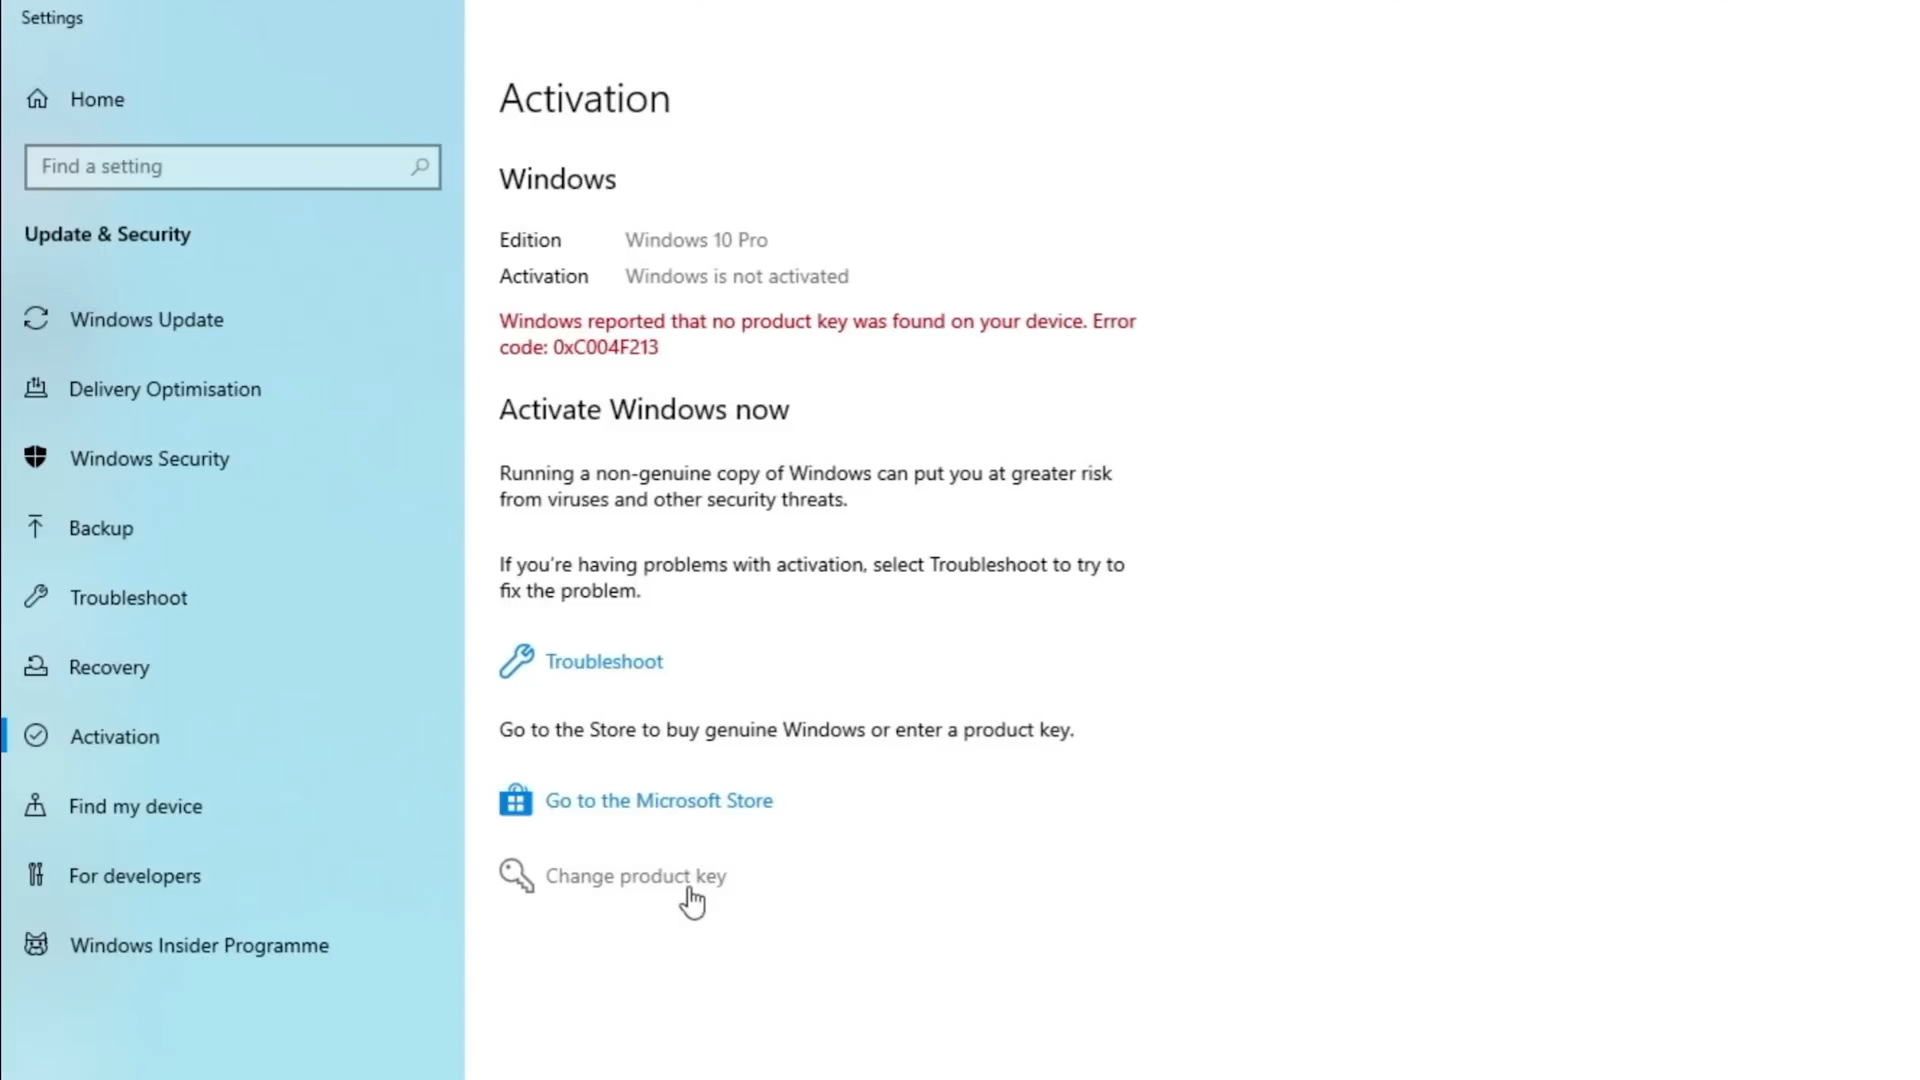 Settings
Home
Find a setting
Update & Security
Windows Update
Delivery Optimisation
Windows Security
Backup
Troubleshoot
Recovery
Activation
Find my device
For developers
Windows Insider Programme
Activation
Windows
Edition Windows 10 Pro
Activation Windows is not activated
Windows reported that no product key was found on your device. Error
code: 0xC004F213
Activate Windows now
Running a non-genuine copy of Windows can put you at greater risk
from viruses and other security threats.
If you're having problems with activation, select Troubleshoot to try to
fix the problem.
Troubleshoot
Go to the Store to buy genuine Windows or enter a product key.
Go to the Microsoft Store
Change product key